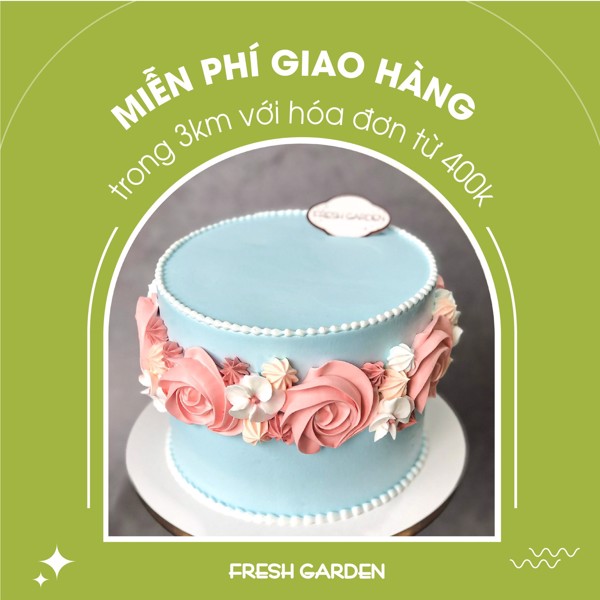 MIỄN PHÍ GIAO HÀNG
trong 3km với hóa đơn từ 400k
FRESH GARDEN
FRESH GARDEN